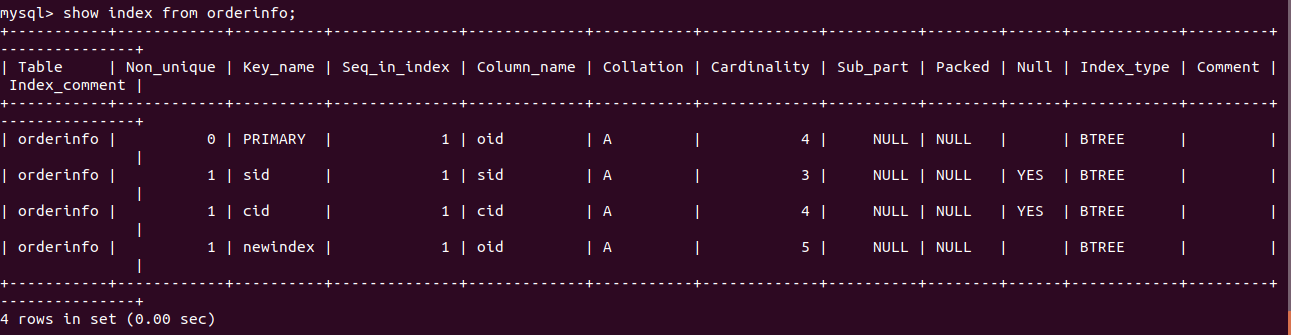 mysql> show index from orderinfo;
+-----------+------------+----------+--------------+-------------+-----------+-------------+----------+--------+------+------------+---------+
---------------+
| Table     | Non_unique | Key_name | Seq_in_index | Column_name | Collation | Cardinality | Sub_part | Packed | Null | Index_type | Comment |
 Index_comment |
+-----------+------------+----------+--------------+-------------+-----------+-------------+----------+--------+------+------------+---------+
---------------+
| orderinfo |          0 | PRIMARY  |            1 | oid         | A         |           4 |     NULL | NULL   |      | BTREE      |         |
               |
| orderinfo |          1 | sid      |            1 | sid         | A         |           3 |     NULL | NULL   | YES  | BTREE      |         |
               |
| orderinfo |          1 | cid      |            1 | cid         | A         |           4 |     NULL | NULL   | YES  | BTREE      |         |
               |
| orderinfo |          1 | newindex |            1 | oid         | A         |           5 |     NULL | NULL   |      | BTREE      |         |
               |
+-----------+------------+----------+--------------+-------------+-----------+-------------+----------+--------+------+------------+---------+
---------------+
4 rows in set (0.00 sec)